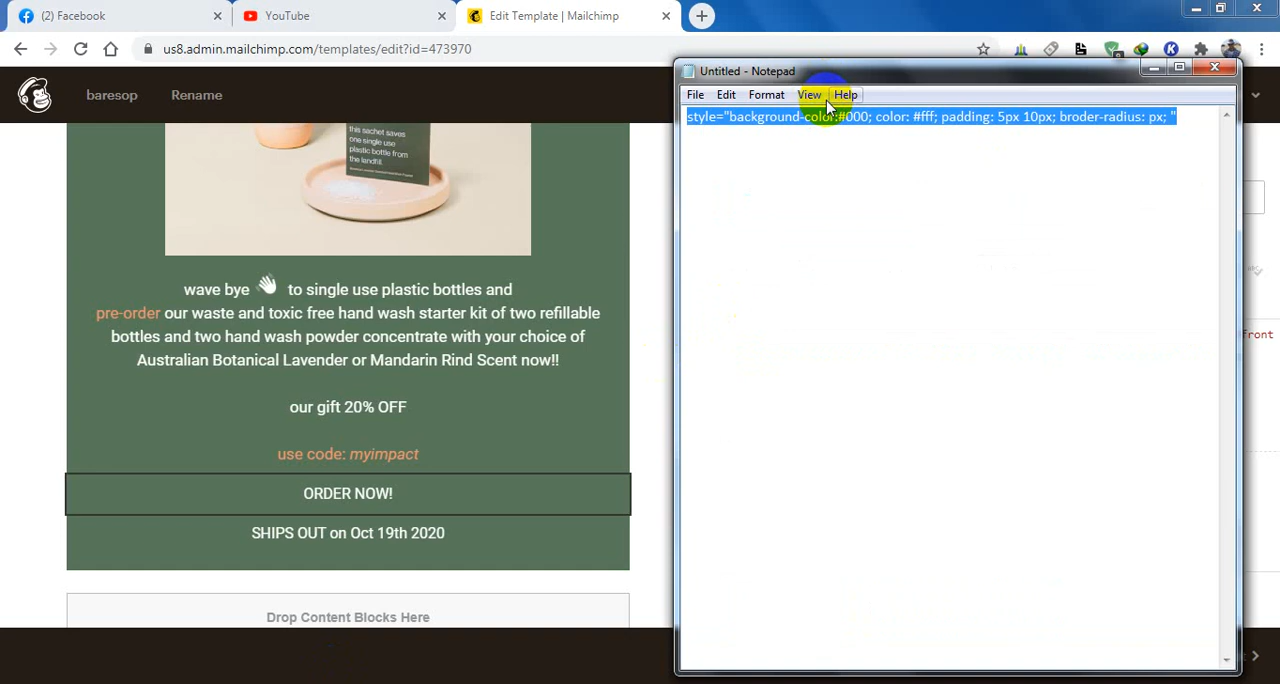 (2) Facebook
YouTube
Edit Template | Mailchimp
us8.admin.mailchimp.com/templates/edit?id=473970
baresop
Rename
Untitled - Notepad
File Edit Format View Help
style="background-color:#000; color: #fff; padding: 5px 10px; broder-radius: px; "
this sachet saves
one single use
plastic bottle from
the landfill.
wave bye 👋 to single use plastic bottles and
pre-order our waste and toxic free hand wash starter kit of two refillable
bottles and two hand wash powder concentrate with your choice of
Australian Botanical Lavender or Mandarin Rind Scent now!!
our gift 20% OFF
use code: myimpact
ORDER NOW!
SHIPS OUT on Oct 19th 2020
Drop Content Blocks Here
front